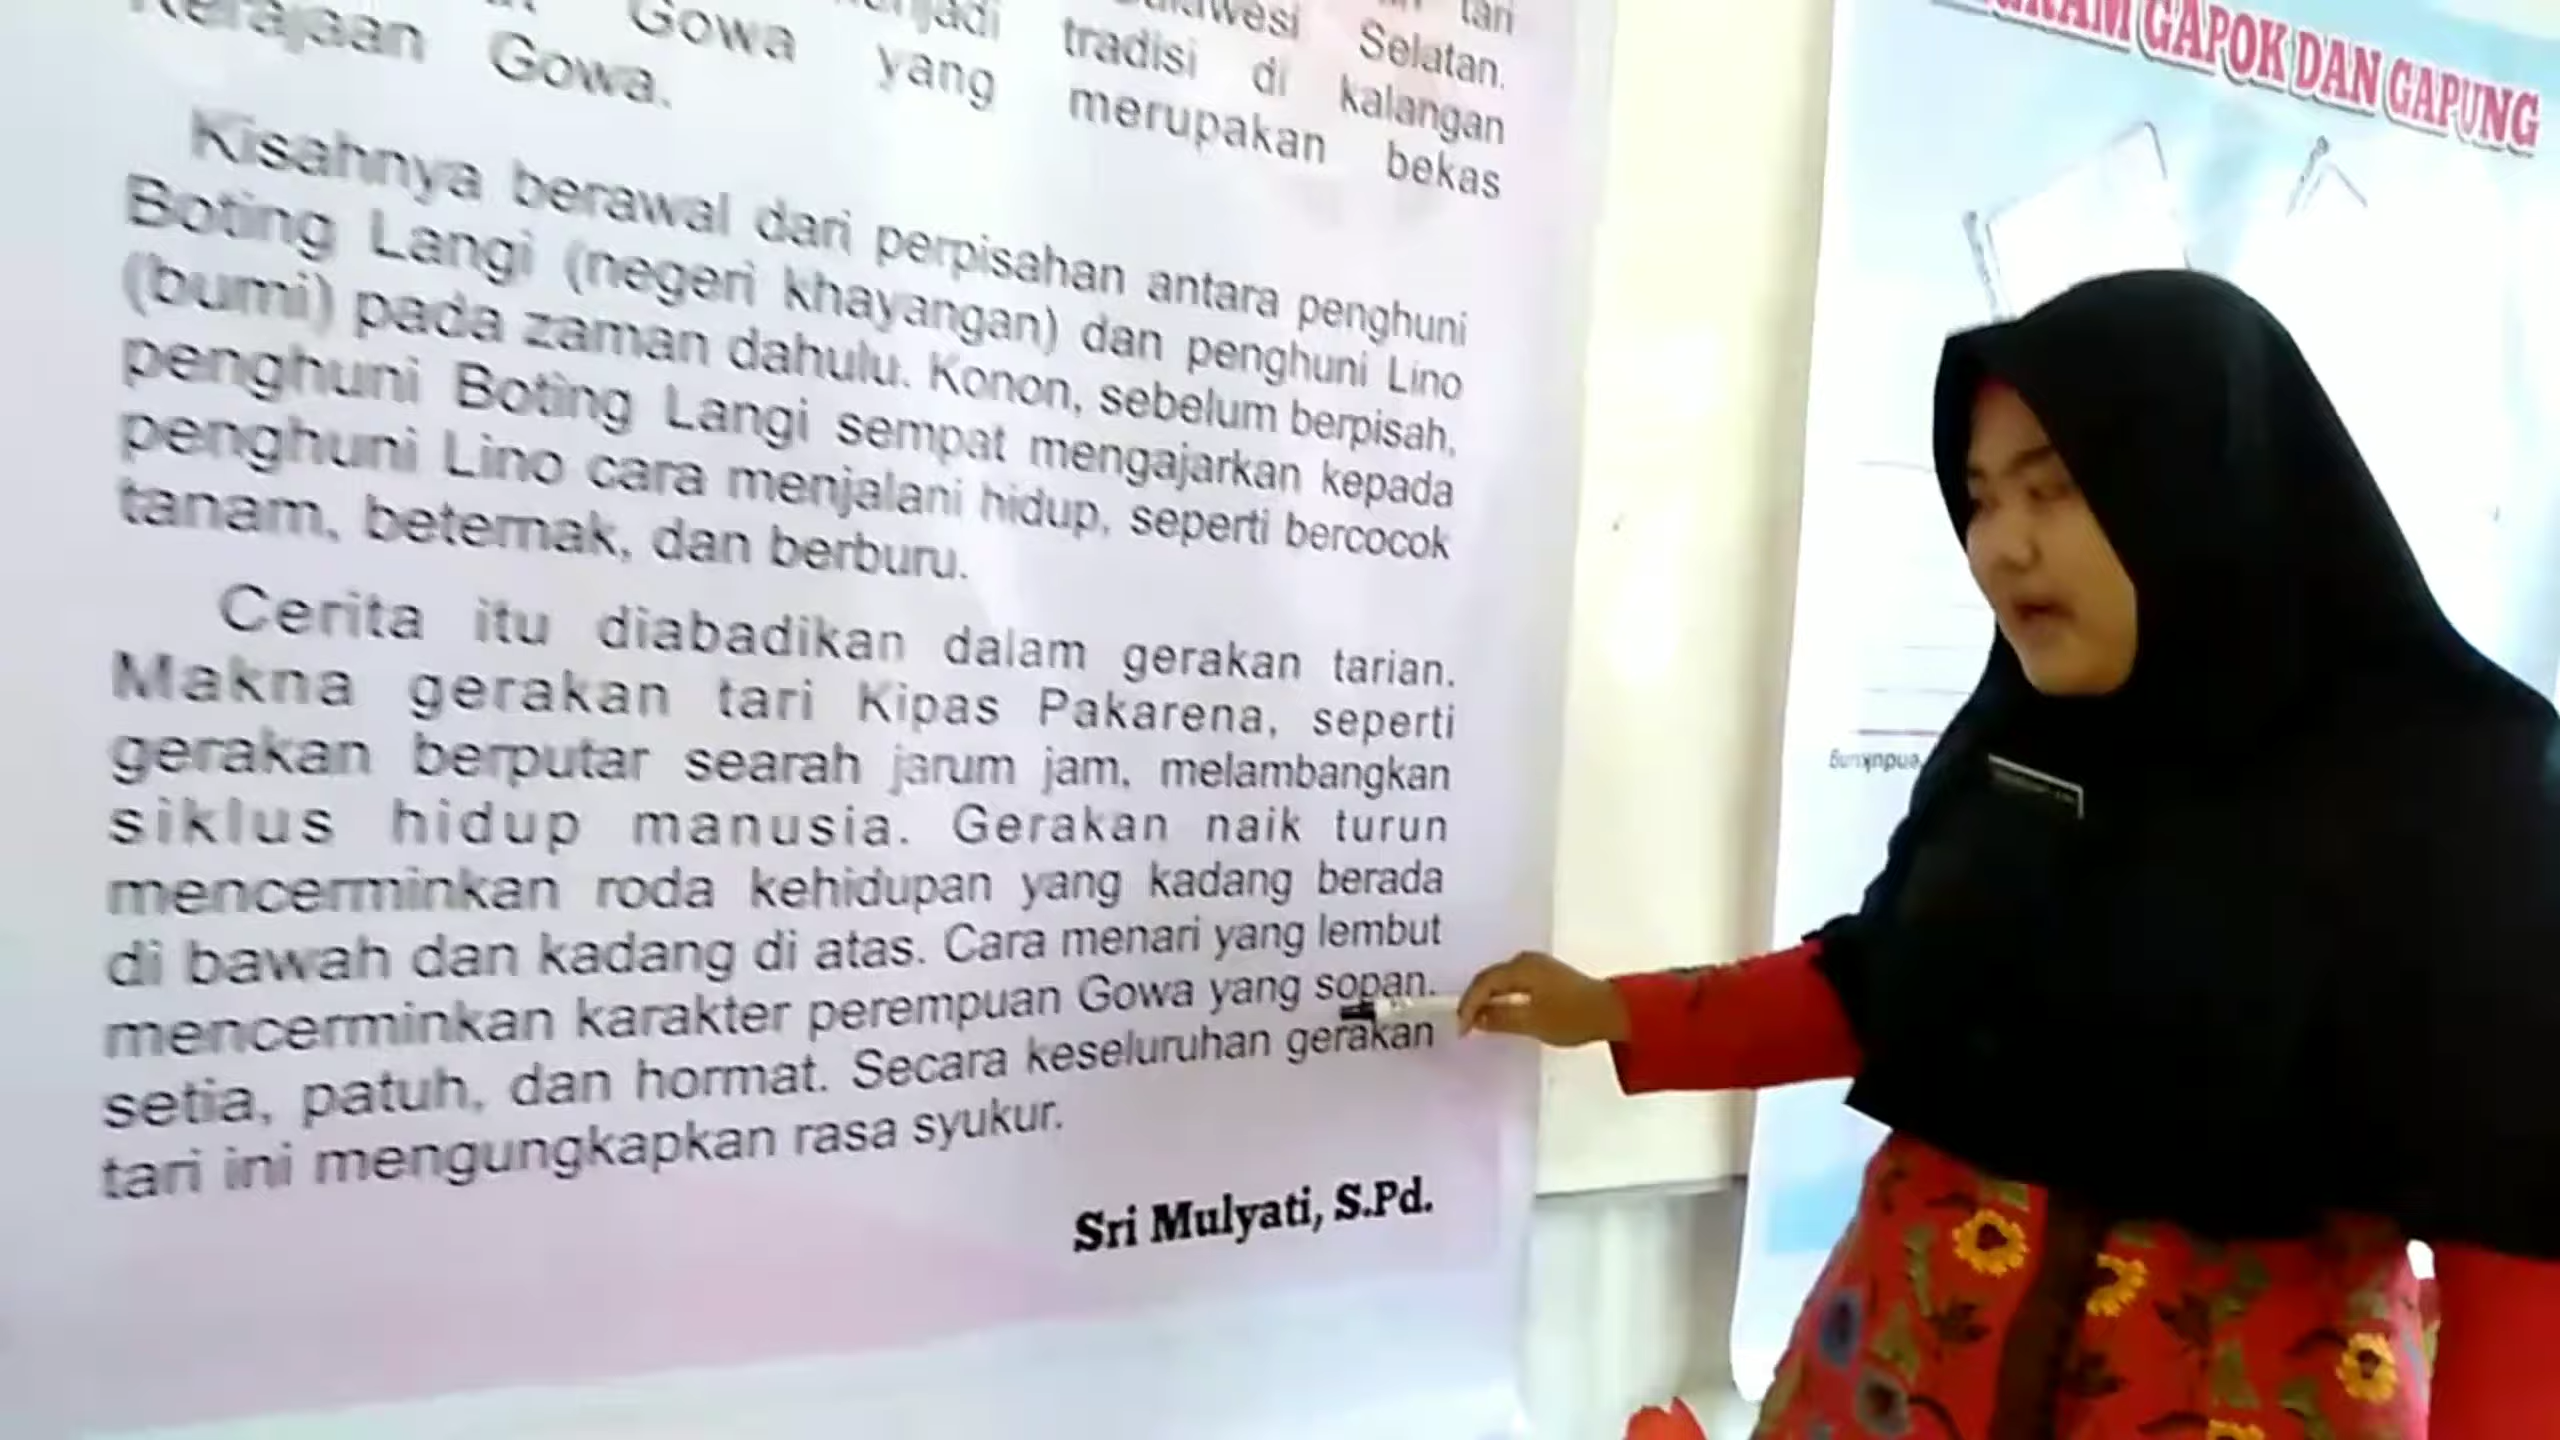 tari
Sulawesi Selatan.
menjadi tradisi di kalangan
Gowa yang merupakan bekas
Kerajaan Gowa.
Kisahnya berawal dari perpisahan antara penghuni
Boting Langi (negeri khayangan) dan penghuni Lino
(bumi) pada zaman dahulu. Konon, sebelum berpisah,
penghuni Boting Langi sempat mengajarkan kepada
penghuni Lino cara menjalani hidup, seperti bercocok
tanam, beternak, dan berburu.
Cerita itu diabadikan dalam gerakan tarian.
Makna gerakan tari Kipas Pakarena, seperti
gerakan berputar searah jarum jam, melambangkan
siklus hidup manusia. Gerakan naik turun
mencerminkan roda kehidupan yang kadang berada
di bawah dan kadang di atas. Cara menari yang lembut
mencerminkan karakter perempuan Gowa yang sopan,
setia, patuh, dan hormat. Secara keseluruhan gerakan
tari ini mengungkapkan rasa syukur.
Sri Mulyati, S.Pd.
GAPOK DAN GAPUNG